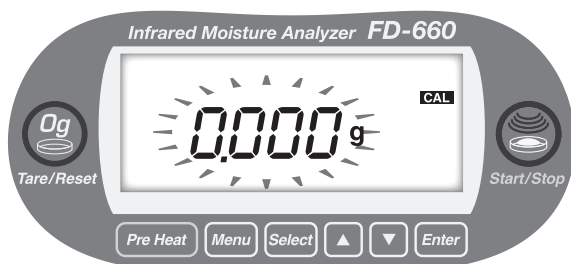 Infrared Moisture Analyzer FD-660
CAL
0.000 g
0g
Tare/Reset
Start/Stop
Pre Heat Menu Select ▲ ▼ Enter